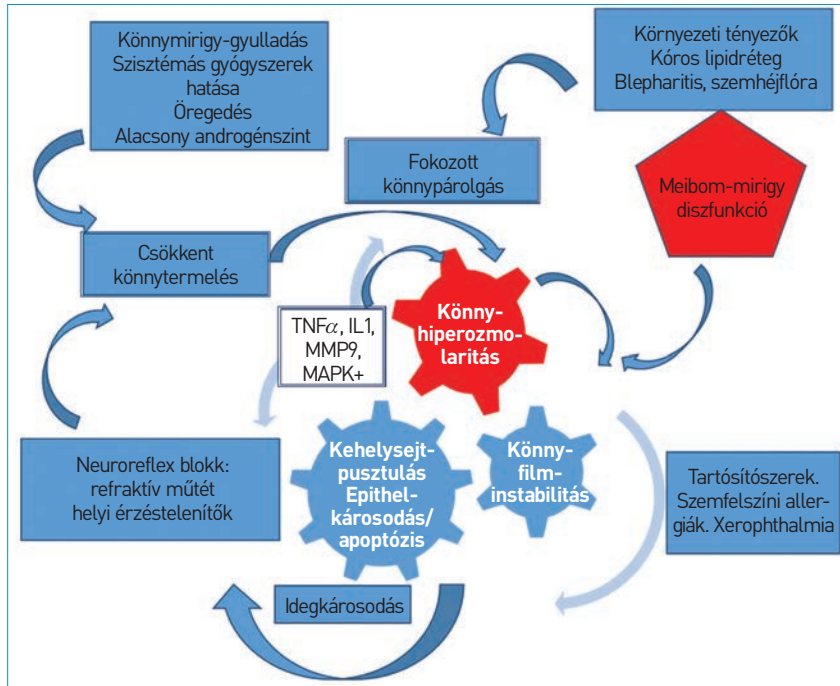 Könnymirigy-gyulladás
Szisztémás gyógyszerek
hatása
Öregedés
Alacsony androgénszint
Környezeti tényezők
Kóros lipidréteg
Blepharitis, szemhéjflóra
Fokozott
könnypárolgás
Meibom-mirigy
diszfunkció
Csökkent
könnytermelés
TNFα, IL1,
MMP9,
MAPK+
Könny-
hiperozmo-
laritás
Neuroreflex blokk:
refraktív műtét
helyi érzéstelenítők
Kehelysejt-
pusztulás
Epithel-
károsodás/
apoptózis
Könny-
film-
instabilitás
Tartósítószerek.
Szemfelszíni aller-
giák. Xerophthalmia
Idegkárosodás